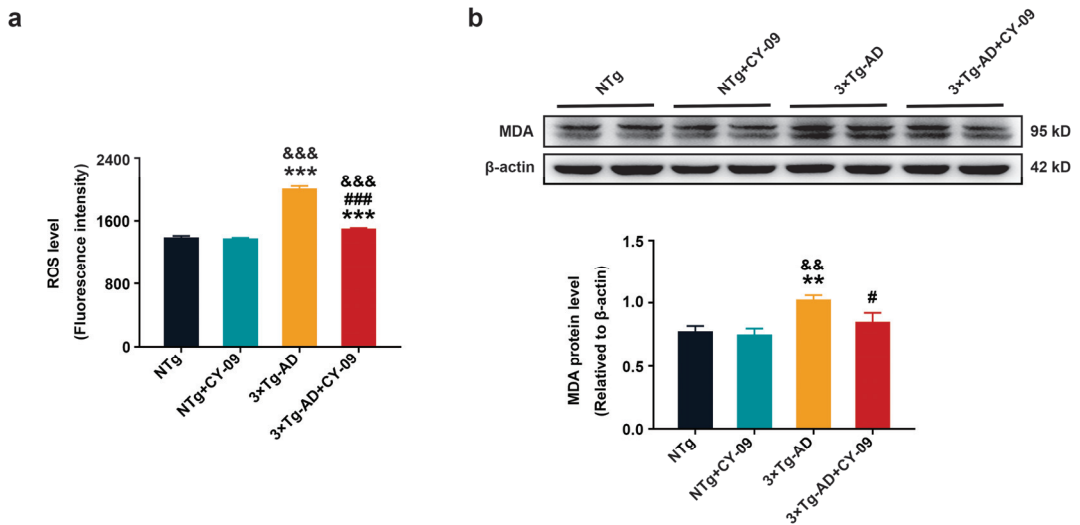 a
ROS level
(Fluorescence intensity)
2400
1600
800
0
&&&
***
&&&
###
***
NTg
NTg+CY-09
3×Tg-AD
3×Tg-AD+CY-09
b
NTg
NTg+CY-09
3×Tg-AD
3×Tg-AD+CY-09
MDA
95 kD
β-actin
42 kD
MDA protein level
(Relatived to β-actin)
1.5
1.0
0.5
0.0
&&
**
#
NTg
NTg+CY-09
3×Tg-AD
3×Tg-AD+CY-09